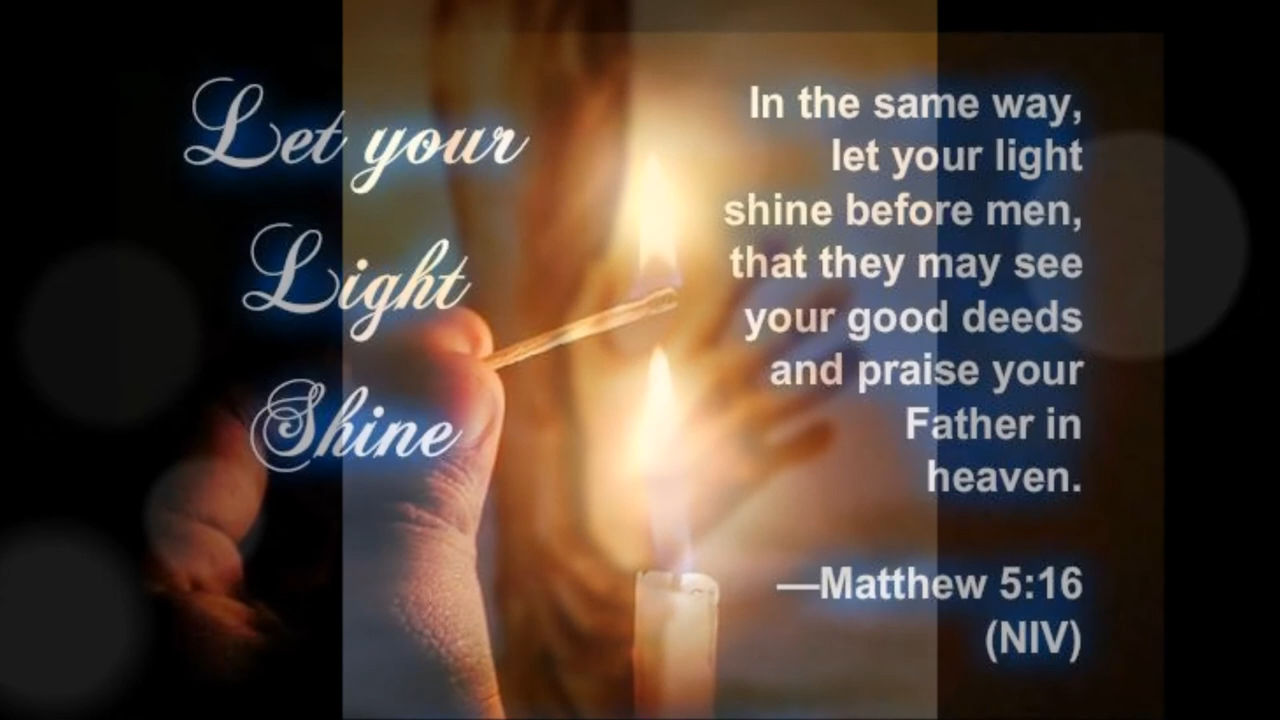 Let your
Light
Shine
In the same way,
let your light
shine before men,
that they may see
your good deeds
and praise your
Father in
heaven.
—Matthew 5:16
(NIV)